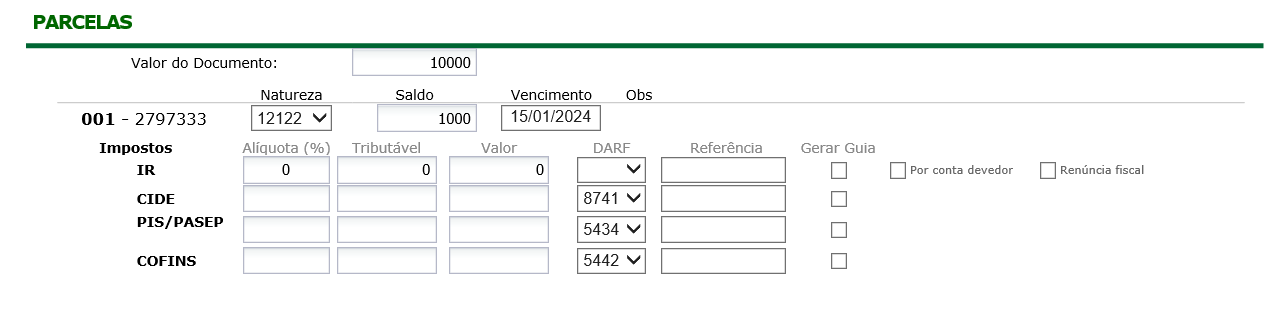 PARCELAS
Valor do Documento: 10000
Natureza Saldo Vencimento Obs
001 - 2797333 12122 1000 15/01/2024
Impostos Alíquota (%) Tributável Valor DARF Referência Gerar Guia
IR 0 0 0 Por conta devedor Renúncia fiscal
CIDE 8741
PIS/PASEP 5434
COFINS 5442